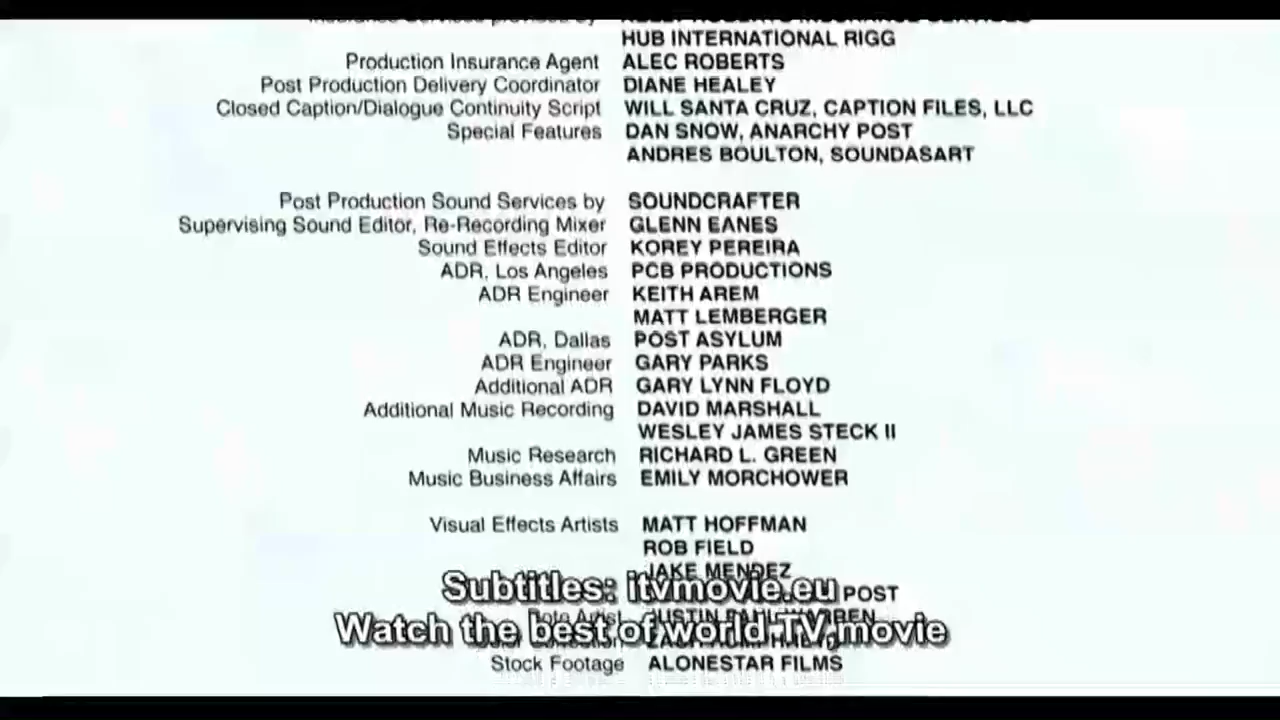 HUB INTERNATIONAL RIGG
Production Insurance Agent ALEC ROBERTS
Post Production Delivery Coordinator DIANE HEALEY
Closed Caption/Dialogue Continuity Script WILL SANTA CRUZ, CAPTION FILES, LLC
Special Features DAN SNOW, ANARCHY POST
ANDRES BOULTON, SOUNDASART
Post Production Sound Services by SOUNDCRAFTER
Supervising Sound Editor, Re-Recording Mixer GLENN EANES
Sound Effects Editor KOREY PEREIRA
ADR, Los Angeles PCB PRODUCTIONS
ADR Engineer KEITH AREM
MATT LEMBERGER
ADR, Dallas POST ASYLUM
ADR Engineer GARY PARKS
Additional ADR GARY LYNN FLOYD
Additional Music Recording DAVID MARSHALL
WESLEY JAMES STECK II
Music Research RICHARD L. GREEN
Music Business Affairs EMILY MORCHOWER
Visual Effects Artists MATT HOFFMAN
ROB FIELD
JAKE MENDEZ
Subtitles: itvmovie.eu
POST
Watch the best of world TV,movie
Stock Footage ALONESTAR FILMS